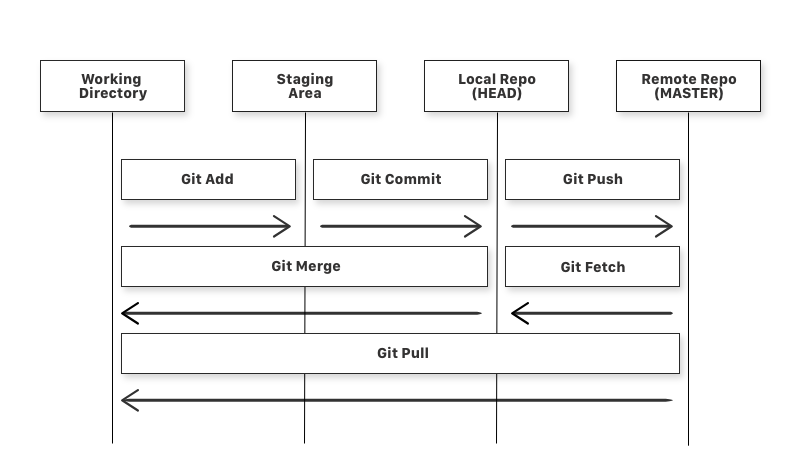 Working
Directory
Staging
Area
Local Repo
(HEAD)
Remote Repo
(MASTER)
Git Add
Git Commit
Git Push
Git Merge
Git Fetch
Git Pull